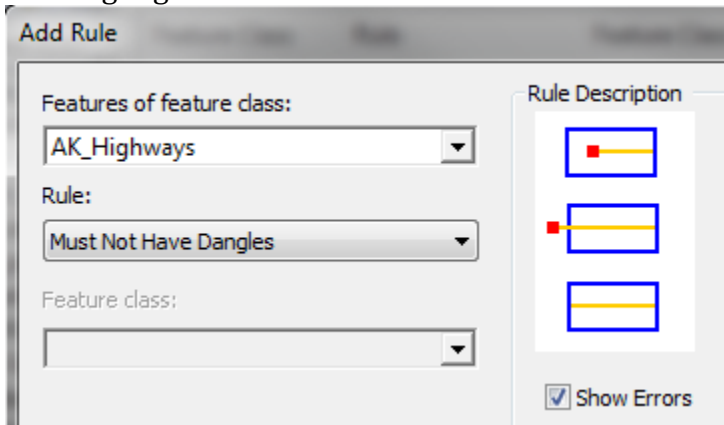 Add Rule
Features of feature class:
AK_Highways
Rule:
Must Not Have Dangles
Feature class:
Rule Description
Show Errors